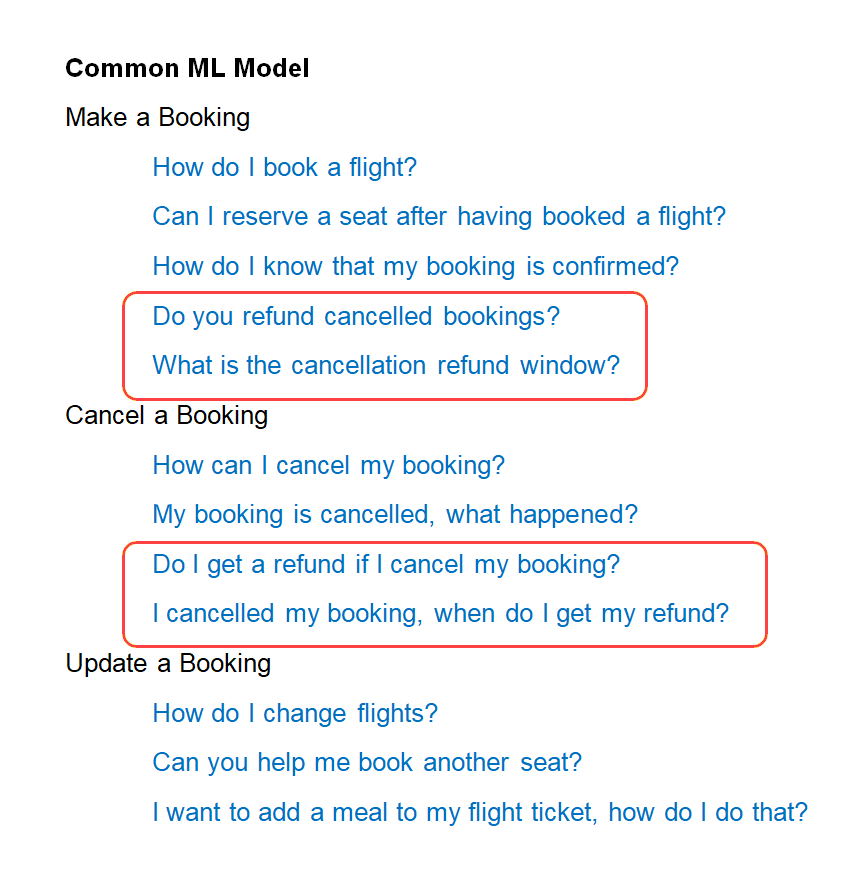 Common ML Model
Make a Booking
How do I book a flight?
Can I reserve a seat after having booked a flight?
How do I know that my booking is confirmed?
Do you refund cancelled bookings?
What is the cancellation refund window?
Cancel a Booking
How can I cancel my booking?
My booking is cancelled, what happened?
Do I get a refund if I cancel my booking?
I cancelled my booking, when do I get my refund?
Update a Booking
How do I change flights?
Can you help me book another seat?
I want to add a meal to my flight ticket, how do I do that?